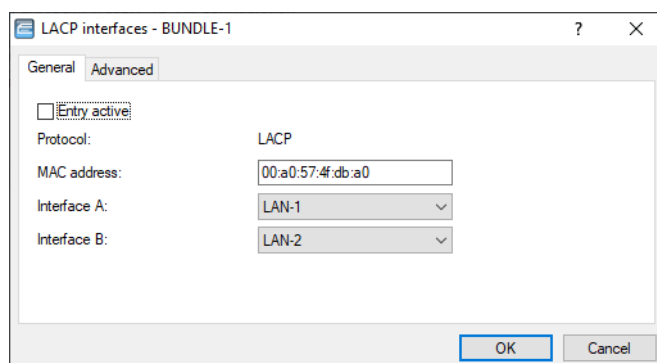 LACP interfaces - BUNDLE-1 ?
General Advanced
Entry active
Protocol: LACP
MAC address: 00:a0:57:4f:db:a0
Interface A: LAN-1
Interface B: LAN-2
OK Cancel